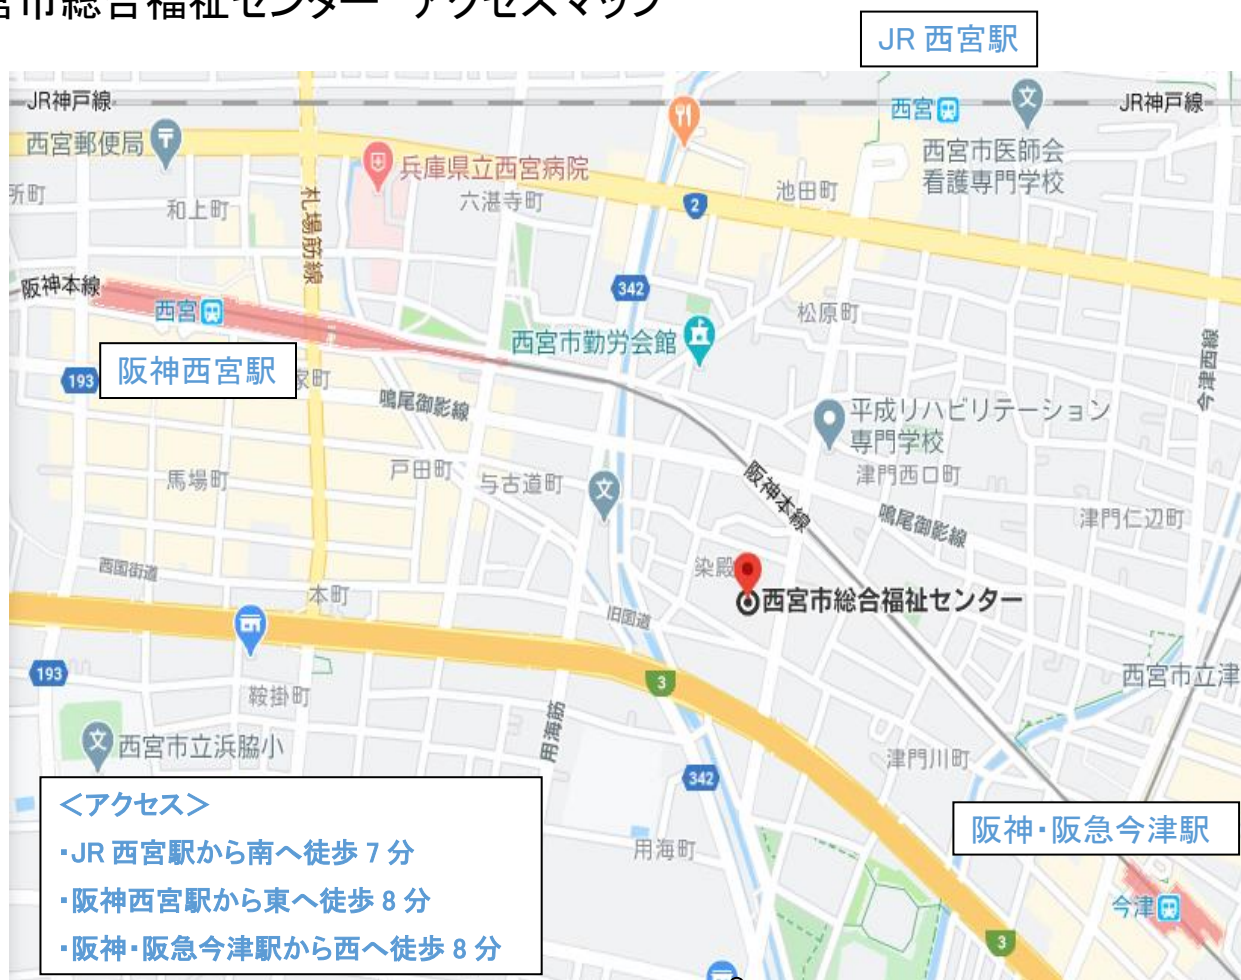 宮市総合福祉センター アクセスマップ
JR 西宮駅
JR神戸線
西宮
JR神戸線
西宮郵便局
兵庫県立西宮病院
西宮市医師会
看護専門学校
所町
和上町
六湛寺町
池田町
札場筋線
2
阪神本線
西宮
342
松原町
西宮市勤労会館
今津西線
阪神西宮駅
193
家町
鳴尾御影線
平成リハビリテーション
専門学校
馬場町
戸田町
与古道町
阪神本線
津門西口町
鳴尾御影線
津門仁辺町
西国街道
染殿
本町
西宮市総合福祉センター
旧国道
193
3
西宮市立津
鞍掛町
用海筋
西宮市立浜脇小
津門川町
342
<アクセス>
・JR 西宮駅から南へ徒歩 7 分
・阪神西宮駅から東へ徒歩 8 分
・阪神・阪急今津駅から西へ徒歩 8 分
用海町
阪神・阪急今津駅
今津
3